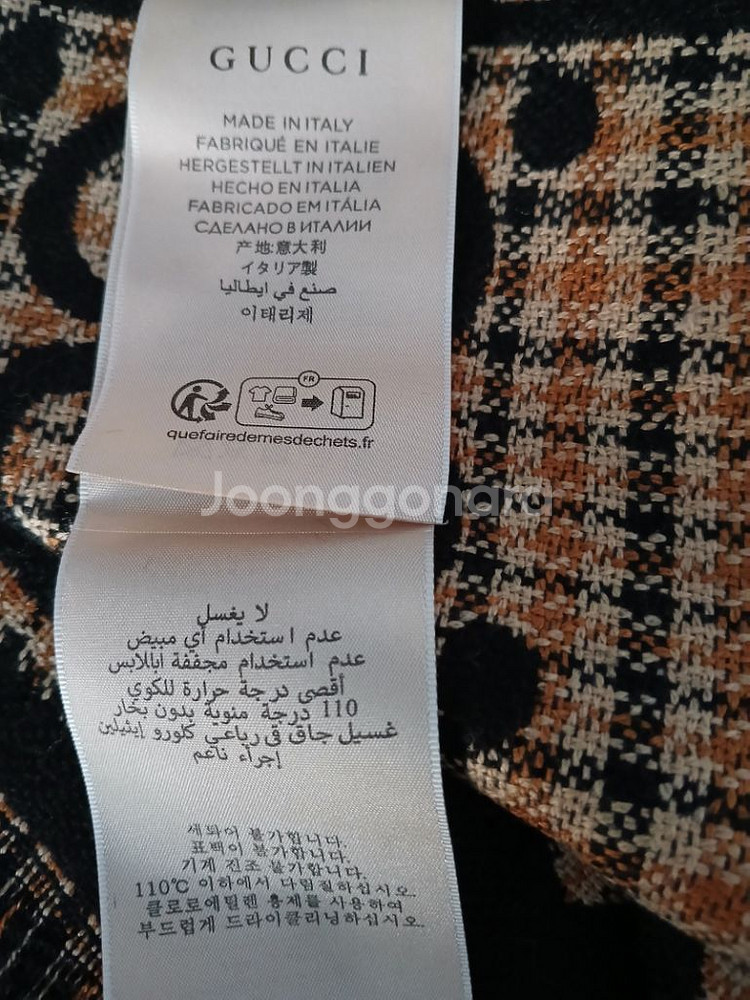 GUCCI
MADE IN ITALY
FABRIQUÉ EN ITALIE
HERGESTELLT IN ITALIEN
HECHO EN ITALIA
FABRICADO EM ITÁLIA
СДЕЛАНО В ИТАЛИИ
产地:意大利
イタリア製
صنع في ايطاليا
이태리제
FR
quefairedemesdechets.fr
Joonggonara
لا يغسل
عدم استخدام أي مبيض
عدم استخدام مجففة اباللابس
أقصى درجة حرارة للكوي
110 درجة منوية بدون بخار
غسيل جاف في رباعي كلورو إيثيلين
إجراء ناعم
세탁이 불가합니다.
표백이 불가합니다.
기계 건조 불가합니다.
110℃ 이하에서 다림질하십시오.
클로로에틸렌 용제를 사용하여
부드럽게 드라이클리닝하십시오.